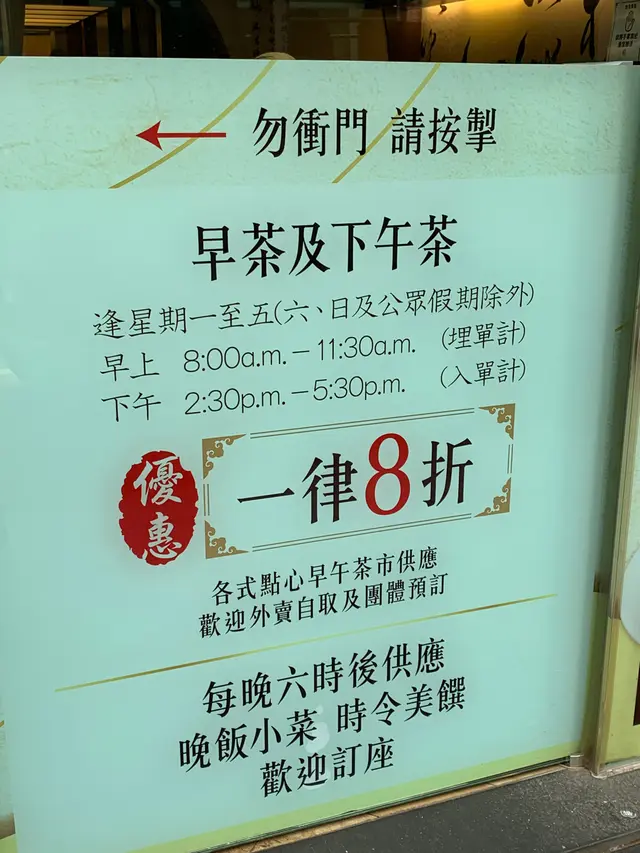 勿衝門 請按掣
早茶及下午茶
逢星期一至五(六、日及公眾假期除外)
早上 8:00a.m.－11:30a.m. (埋單計)
下午 2:30p.m.－5:30p.m. (入單計)
優惠
一律8折
各式點心早午茶市供應
歡迎外賣自取及團體預訂
每晚六時後供應
晚飯小菜 時令美饌
歡迎訂座